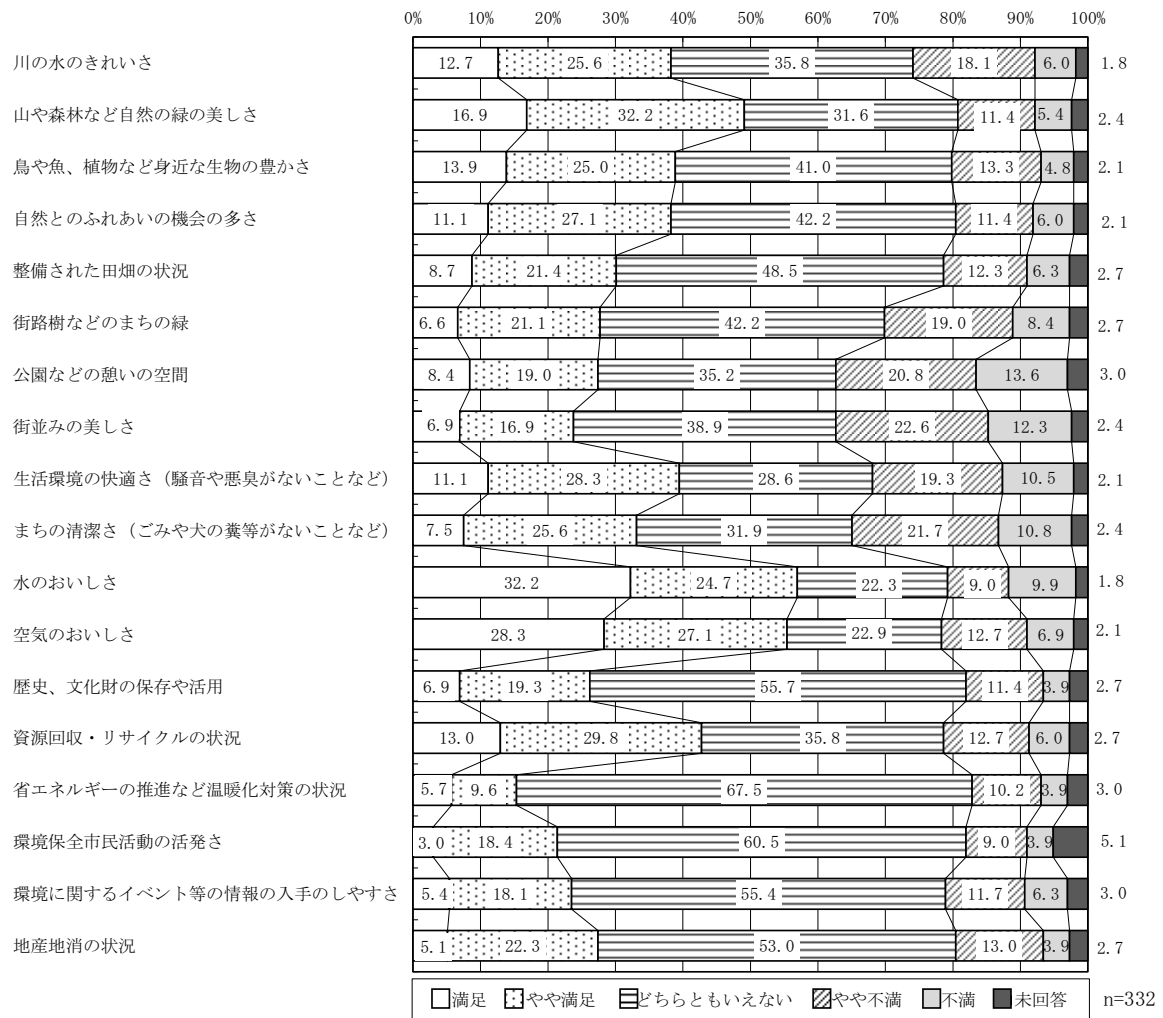 0% 10% 20% 30% 40% 50% 60% 70% 80% 90% 100%
川の水のきれいさ 12.7 25.6 35.8 18.1 6.0 1.8
山や森林など自然の緑の美しさ 16.9 32.2 31.6 11.4 5.4 2.4
鳥や魚、植物など身近な生物の豊かさ 13.9 25.0 41.0 13.3 4.8 2.1
自然とのふれあいの機会の多さ 11.1 27.1 42.2 11.4 6.0 2.1
整備された田畑の状況 8.7 21.4 48.5 12.3 6.3 2.7
街路樹などのまちの緑 6.6 21.1 42.2 19.0 8.4 2.7
公園などの憩いの空間 8.4 19.0 35.2 20.8 13.6 3.0
街並みの美しさ 6.9 16.9 38.9 22.6 12.3 2.4
生活環境の快適さ（騒音や悪臭がないことなど） 11.1 28.3 28.6 19.3 10.5 2.1
まちの清潔さ（ごみや犬の糞等がないことなど） 7.5 25.6 31.9 21.7 10.8 2.4
水のおいしさ 32.2 24.7 22.3 9.0 9.9 1.8
空気のおいしさ 28.3 27.1 22.9 12.7 6.9 2.1
歴史、文化財の保存や活用 6.9 19.3 55.7 11.4 3.9 2.7
資源回収・リサイクルの状況 13.0 29.8 35.8 12.7 6.0 2.7
省エネルギーの推進など温暖化対策の状況 5.7 9.6 67.5 10.2 3.9 3.0
環境保全市民活動の活発さ 3.0 18.4 60.5 9.0 3.9 5.1
環境に関するイベント等の情報の入手のしやすさ 5.4 18.1 55.4 11.7 6.3 3.0
地産地消の状況 5.1 22.3 53.0 13.0 3.9 2.7
満足 やや満足 どちらともいえない やや不満 不満 未回答 n=332